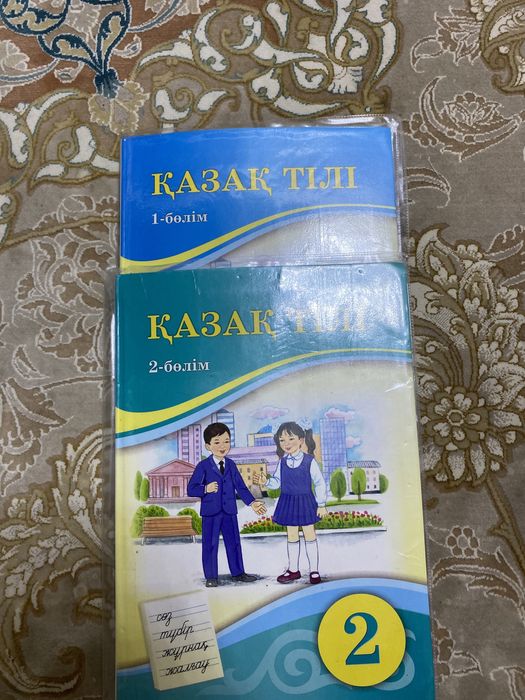 ҚАЗАҚ ТІЛІ
1-бөлім
ҚАЗАҚ ТІЛІ
2-бөлім
сөз
түбір
жұрнақ
жалғау
2